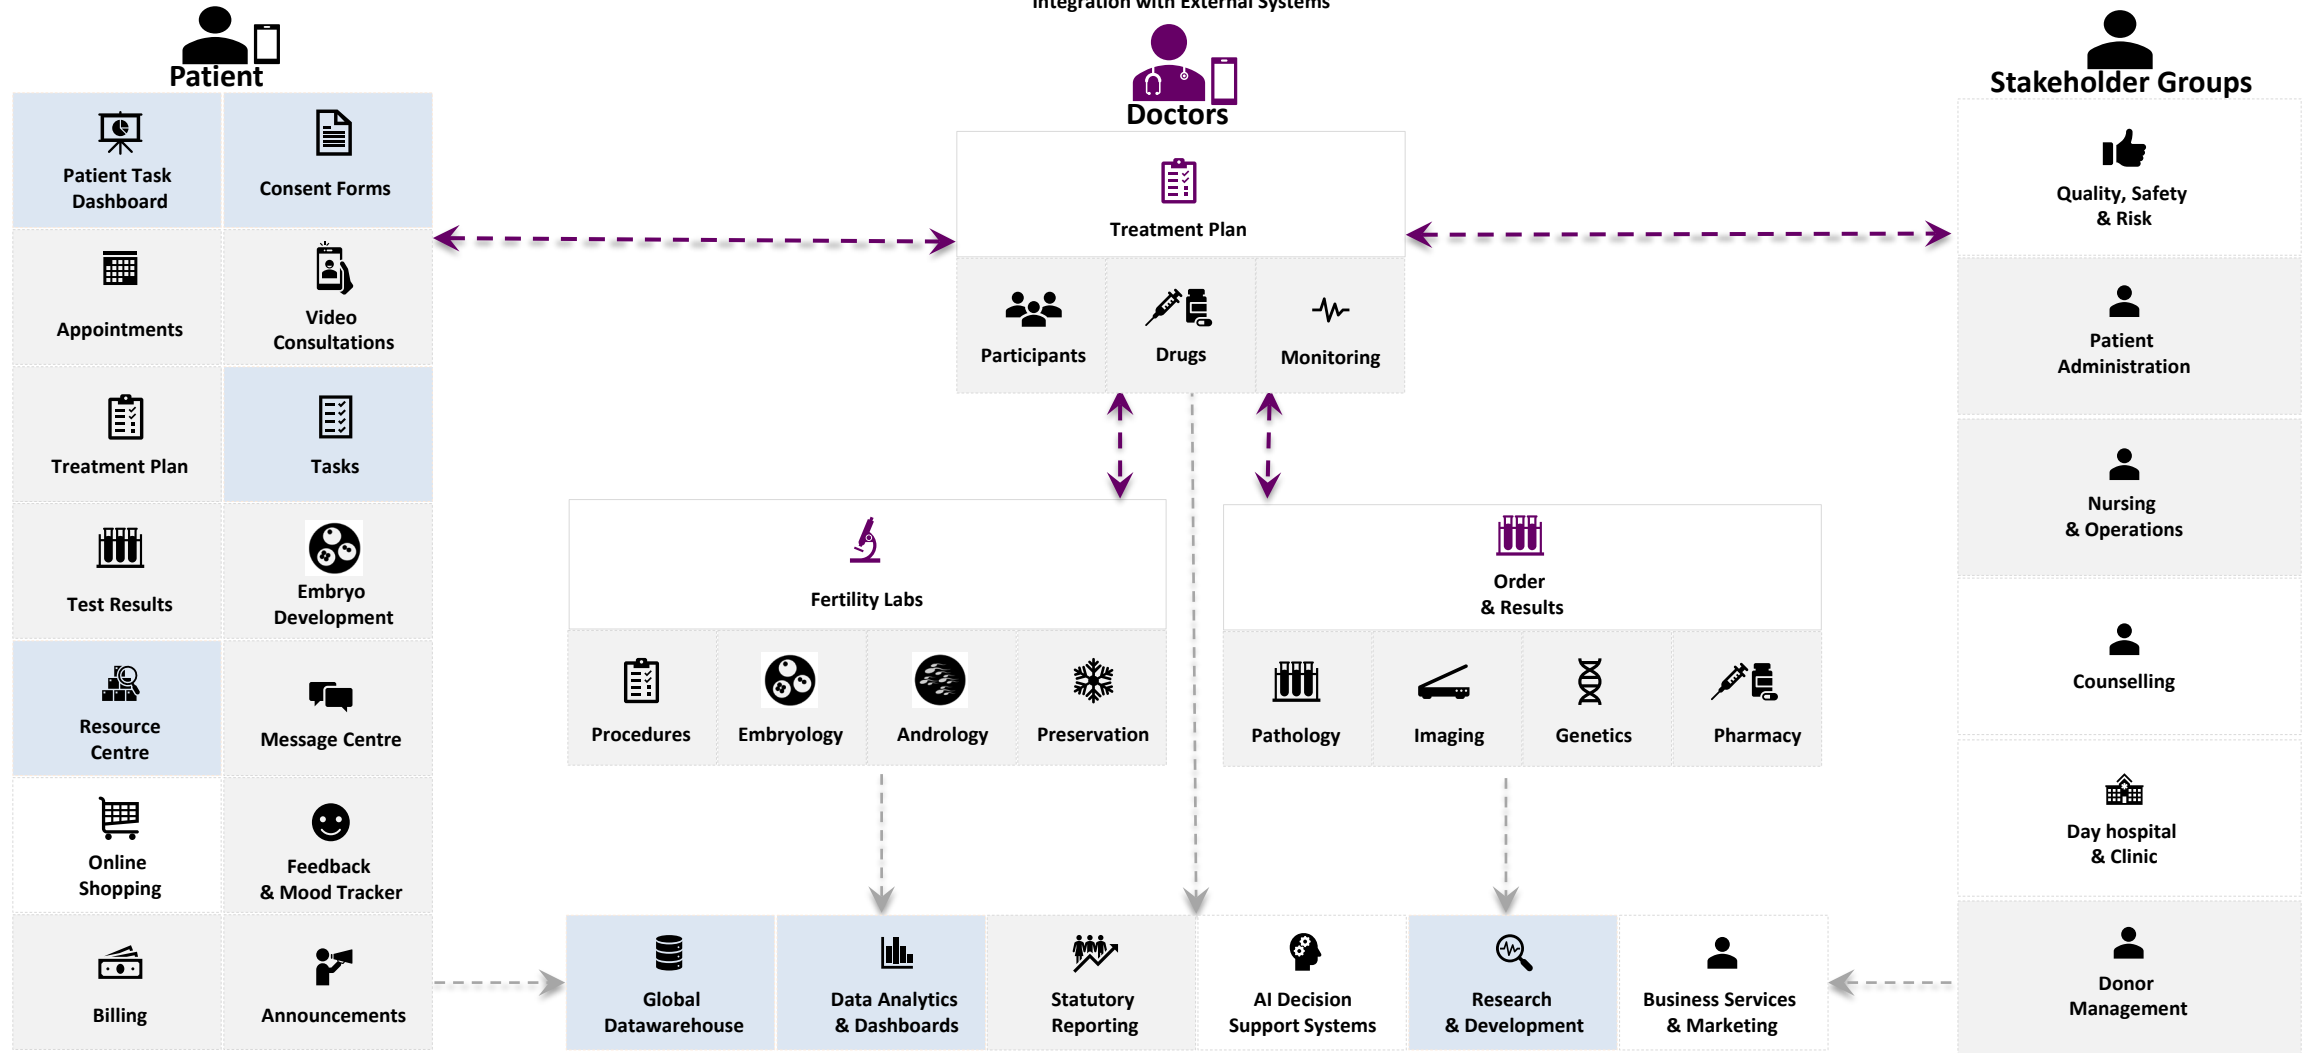 Integration with External Systems
Patient
Patient Task
Dashboard
Consent Forms
Appointments
Video
Consultations
Treatment Plan
Tasks
Test Results
Embryo
Development
Resource
Centre
Message Centre
Online
Shopping
Feedback
& Mood Tracker
Billing
Announcements
Doctors
Treatment Plan
Participants
Drugs
Monitoring
Fertility Labs
Procedures
Embryology
Andrology
Preservation
Order
& Results
Pathology
Imaging
Genetics
Pharmacy
Global
Datawarehouse
Data Analytics
& Dashboards
Statutory
Reporting
AI Decision
Support Systems
Research
& Development
Business Services
& Marketing
Stakeholder Groups
Quality, Safety
& Risk
Patient
Administration
Nursing
& Operations
Counselling
Day hospital
& Clinic
Donor
Management